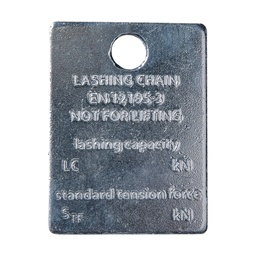 LASHING CHAIN
EN 12195-3
NOT FOR LIFTING
lashing capacity
LC kN
standard tension force
STF kN